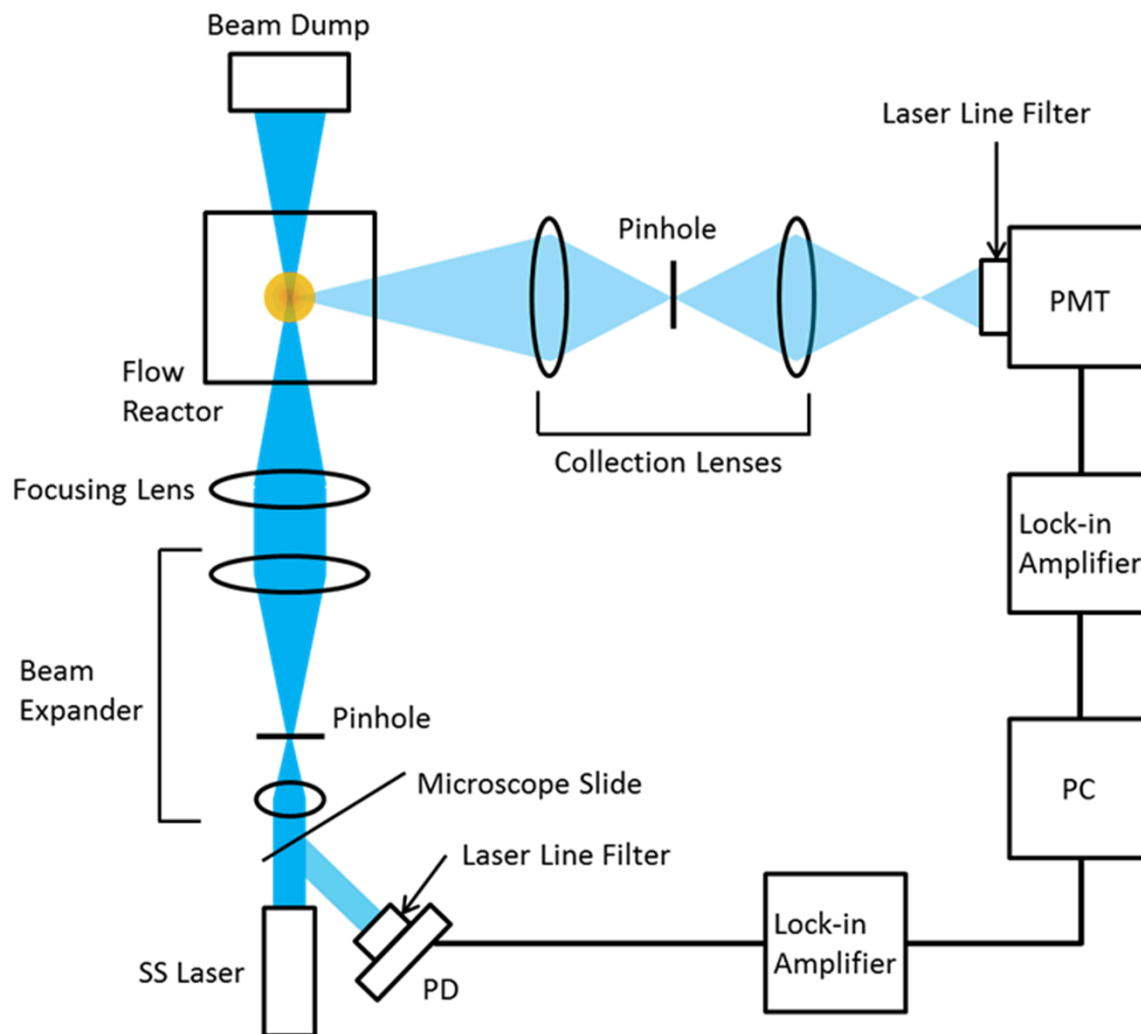 Beam Dump
Laser Line Filter
Pinhole
PMT
Flow
Reactor
Collection Lenses
Focusing Lens
Lock-in
Amplifier
Beam
Expander
Pinhole
Microscope Slide
PC
Laser Line Filter
Lock-in
Amplifier
SS Laser
PD